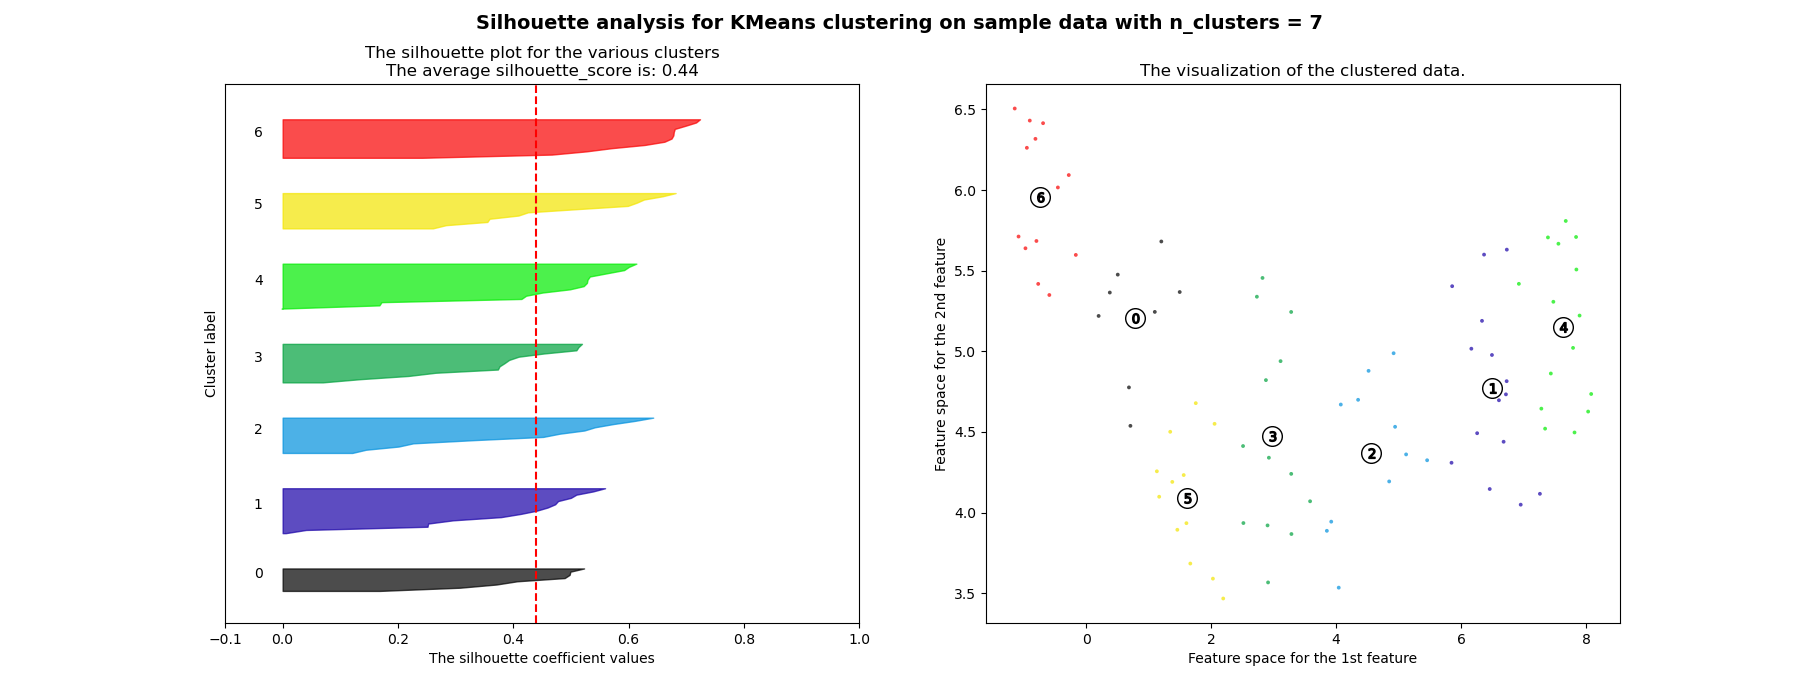 Silhouette analysis for KMeans clustering on sample data with n_clusters = 7
The silhouette plot for the various clusters
The average silhouette_score is: 0.44
Cluster label
6
5
4
3
2
1
0
−0.1 0.0 0.2 0.4 0.6 0.8 1.0
The silhouette coefficient values
The visualization of the clustered data.
Feature space for the 2nd feature
6.5
6.0
5.5
5.0
4.5
4.0
3.5
6
0
4
1
3
2
5
0 2 4 6 8
Feature space for the 1st feature